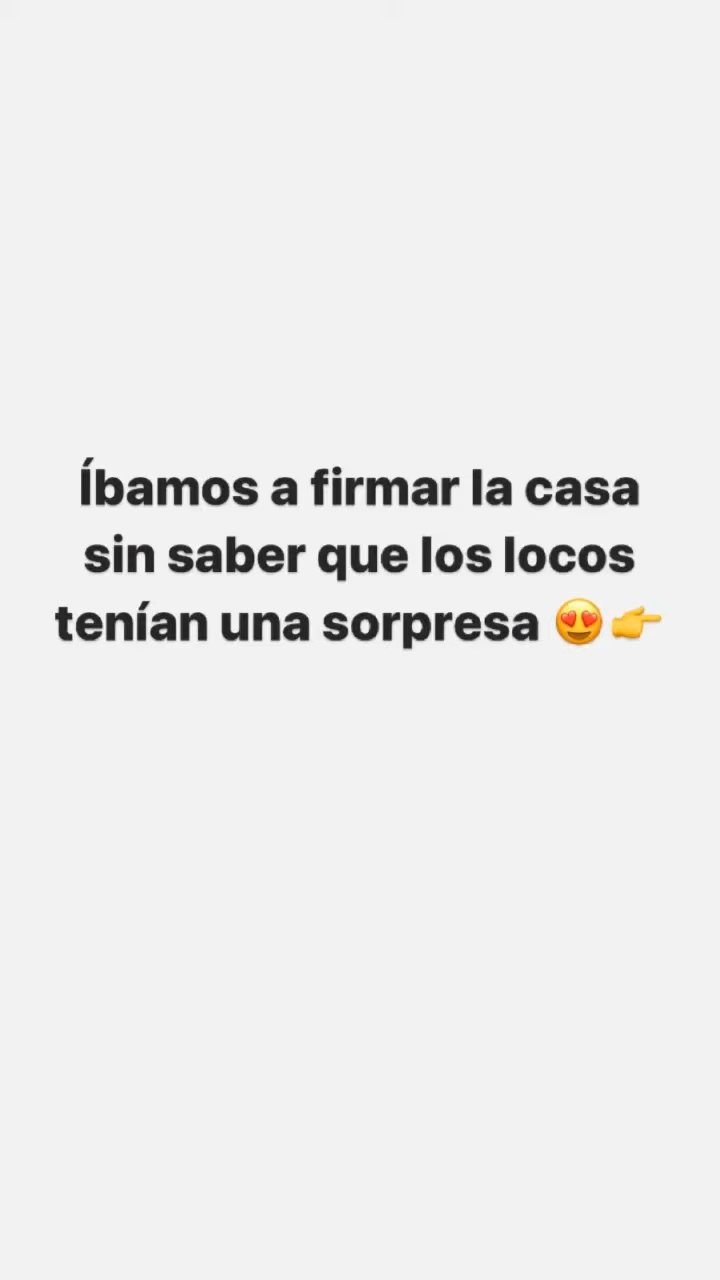 Íbamos a firmar la casa
sin saber que los locos
tenían una sorpresa 😍👉